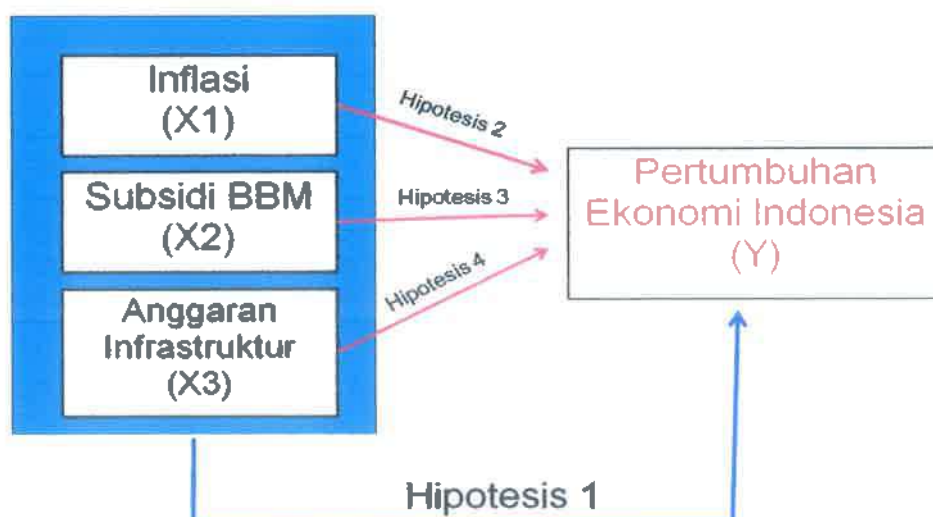 Inflasi
(X1)
Subsidi BBM
(X2)
Anggaran
Infrastruktur
(X3)
Hipotesis 2
Hipotesis 3
Hipotesis 4
Pertumbuhan
Ekonomi Indonesia
(Y)
Hipotesis 1